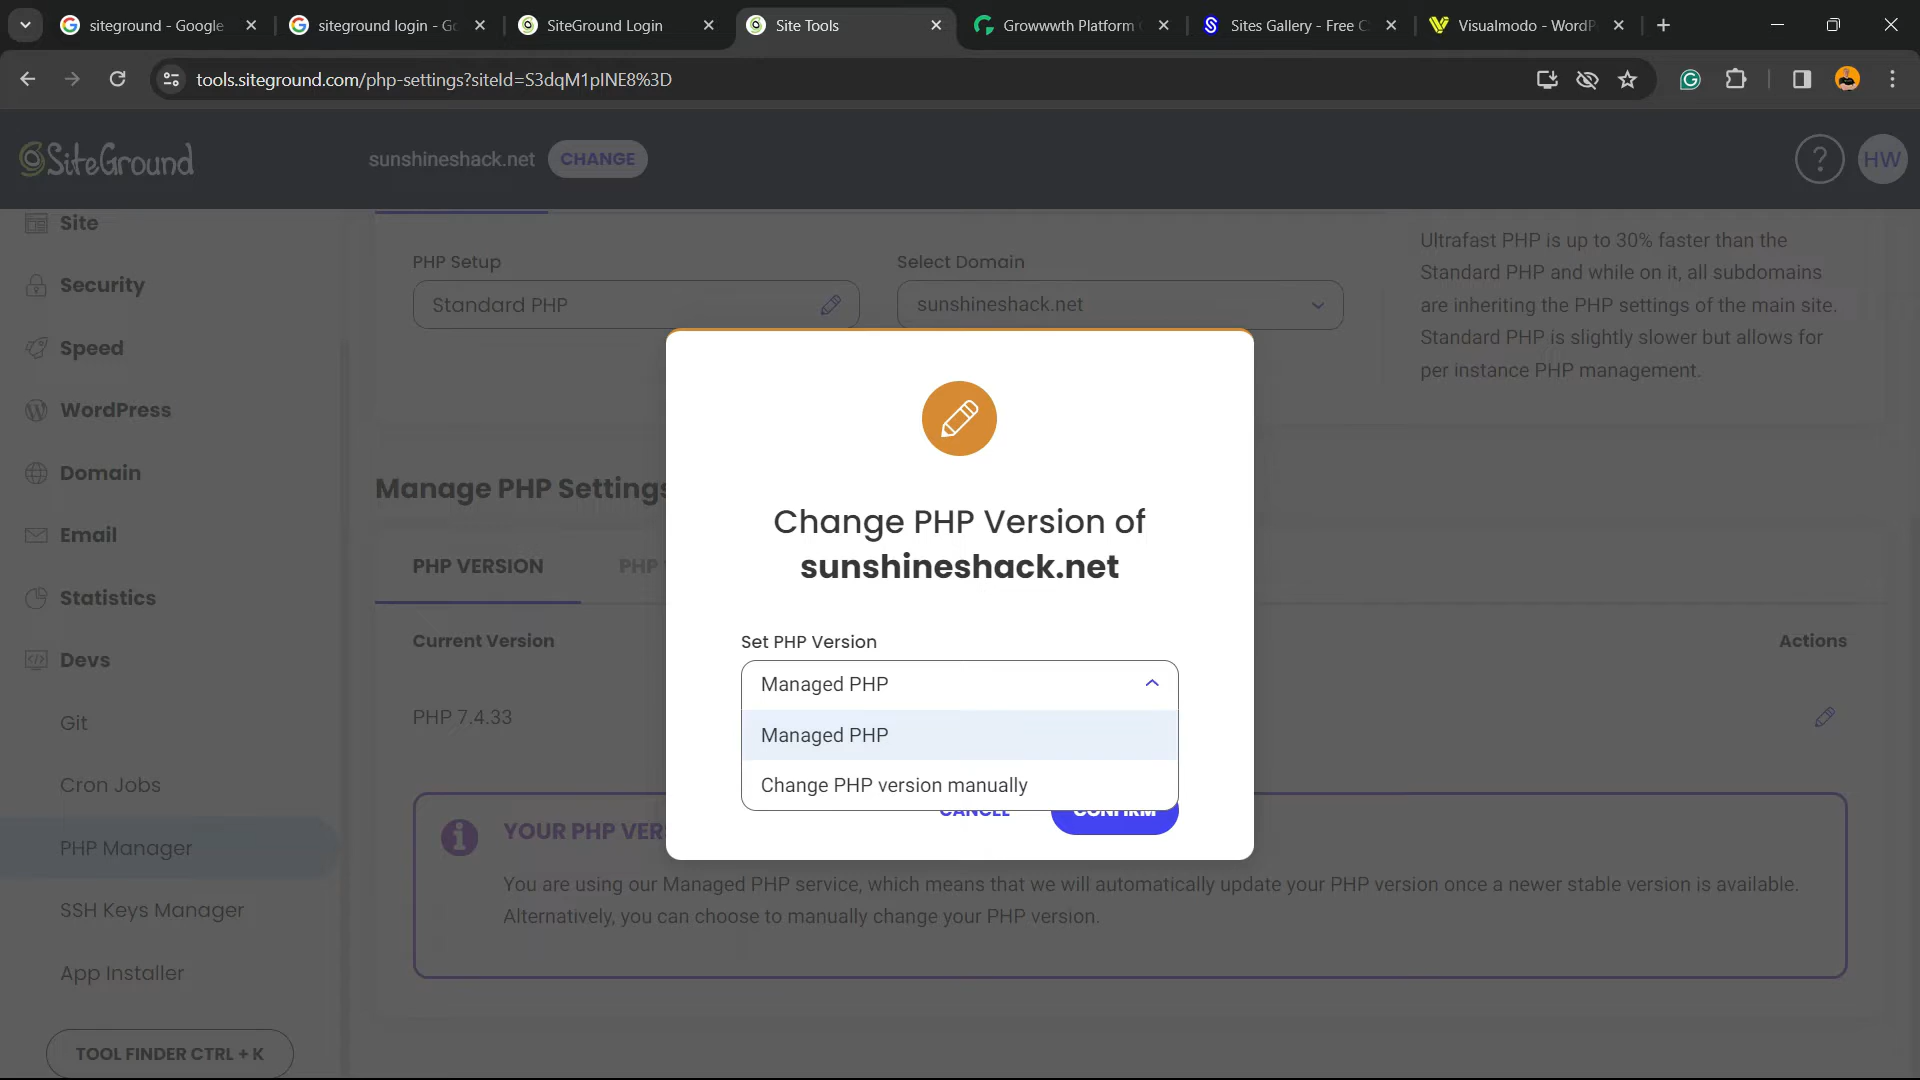 siteground - Google
siteground login - Go
SiteGround Login
Site Tools
Growwwth Platform
Sites Gallery - Free C
Visualmodo - WordP
tools.siteground.com/php-settings?siteId=S3dqM1pINE8%3D
SiteGround
sunshineshack.net
CHANGE
?
HW
Site
Security
Speed
WordPress
Domain
Email
Statistics
Devs
Git
Cron Jobs
PHP Manager
SSH Keys Manager
App Installer
TOOL FINDER CTRL + K
PHP Setup
Standard PHP
Select Domain
sunshineshack.net
Ultrafast PHP is up to 30% faster than the
Standard PHP and while on it, all subdomains
are inheriting the PHP settings of the main site.
Standard PHP is slightly slower but allows for
per instance PHP management.
Manage PHP Settings
PHP VERSION
PHP
Current Version
Actions
PHP 7.4.33
YOUR PHP VER
You are using our Managed PHP service, which means that we will automatically update your PHP version once a newer stable version is available.
Alternatively, you can choose to manually change your PHP version.
Change PHP Version of
sunshineshack.net
Set PHP Version
Managed PHP
Managed PHP
Change PHP version manually
CANCEL
CONFIRM